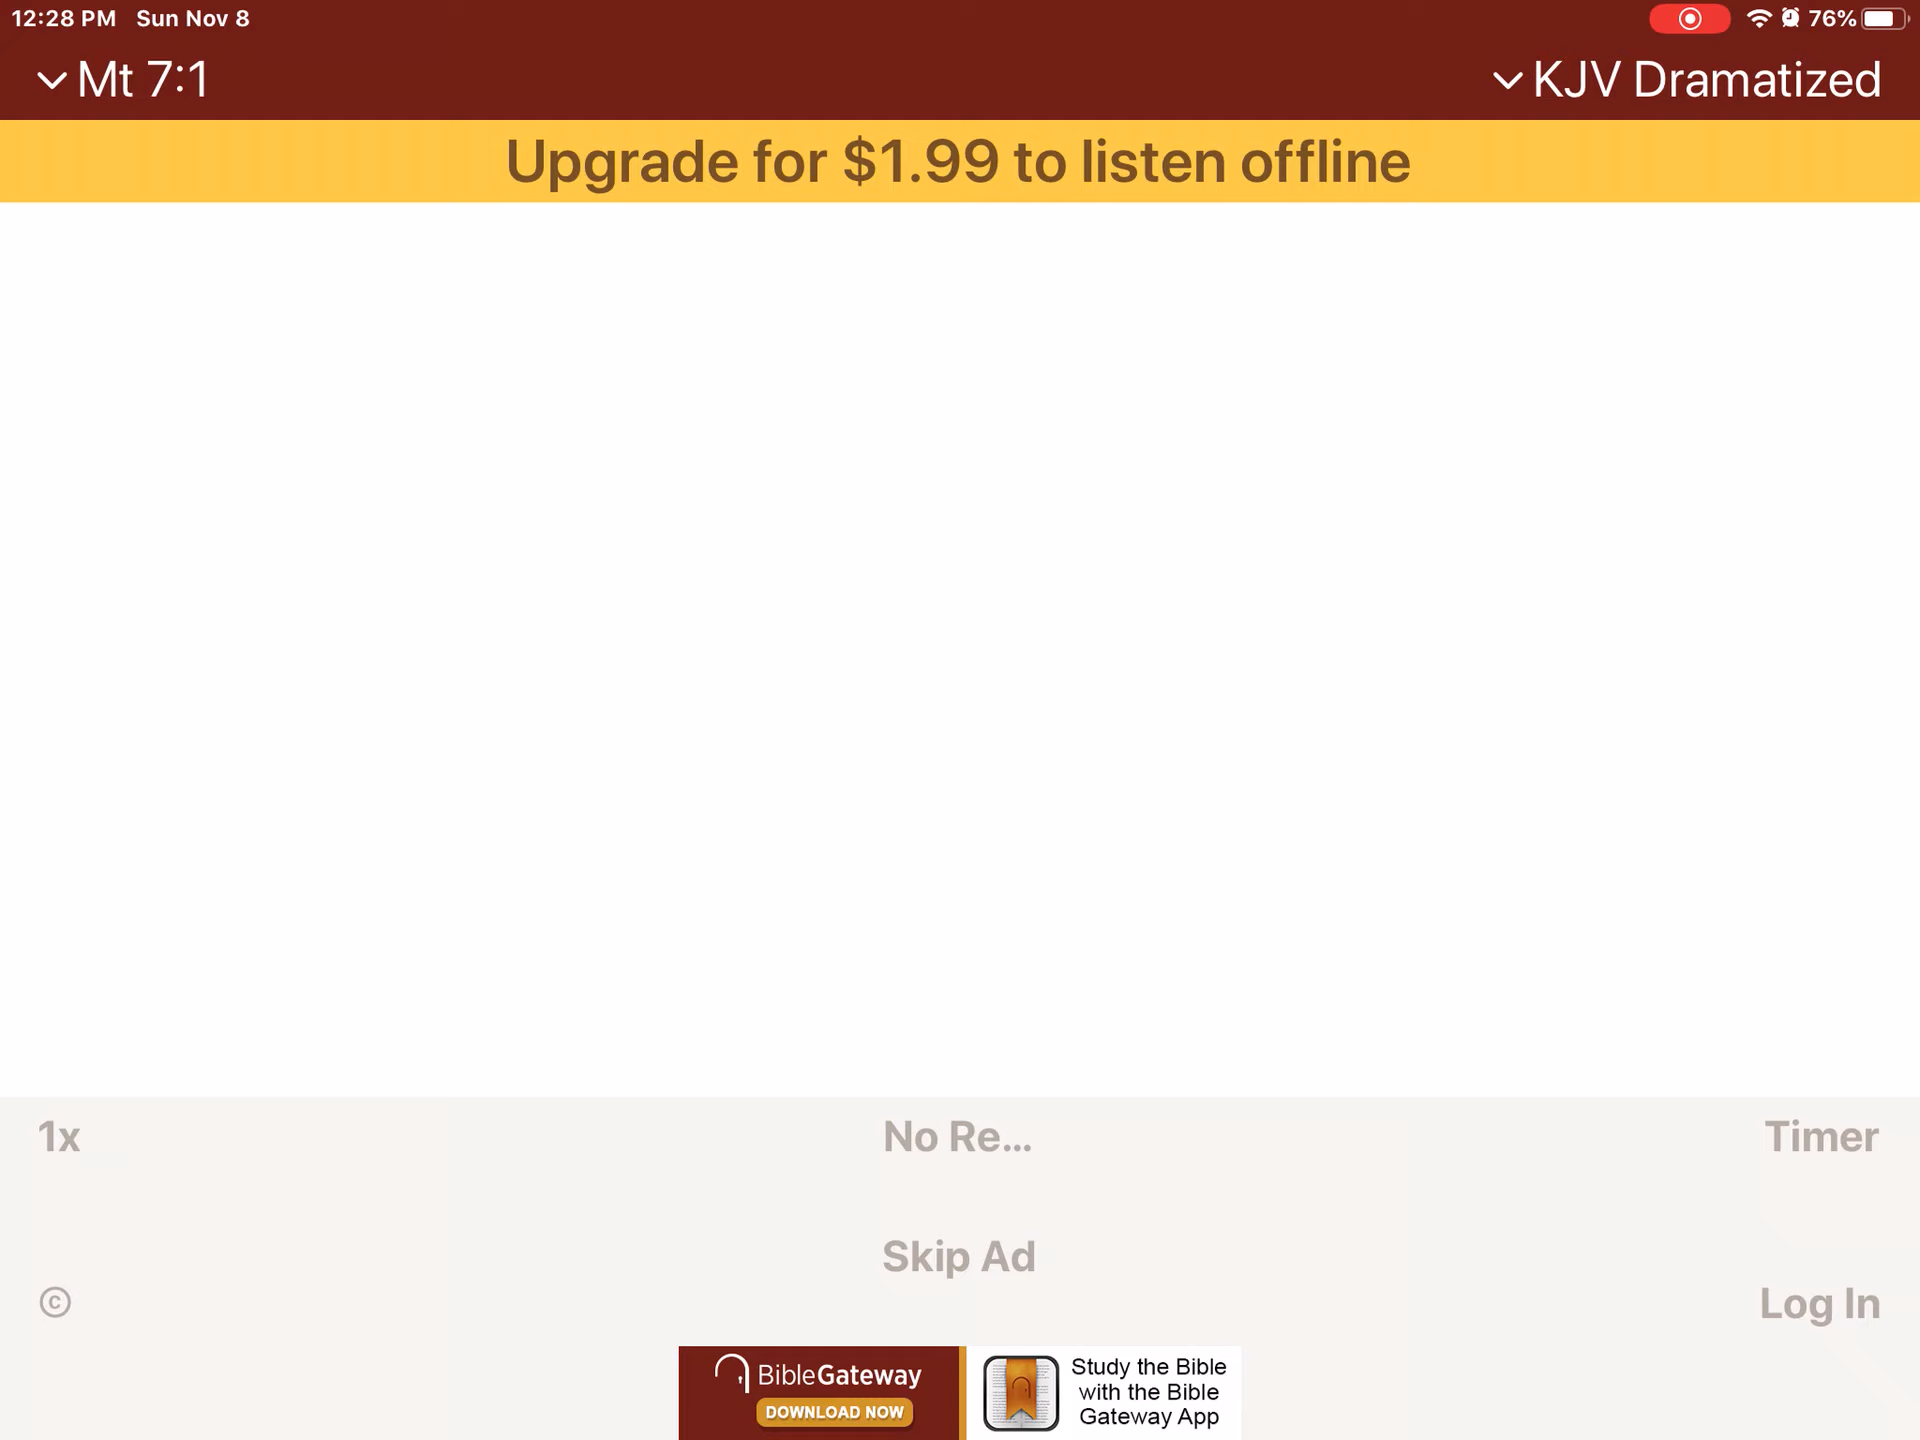 12:28 PM Sun Nov 8
76%
Mt 7:1
KJV Dramatized
Upgrade for $1.99 to listen offline
1x
No Re...
Timer
Skip Ad
©
Log In
BibleGateway
DOWNLOAD NOW
Study the Bible
with the Bible
Gateway App